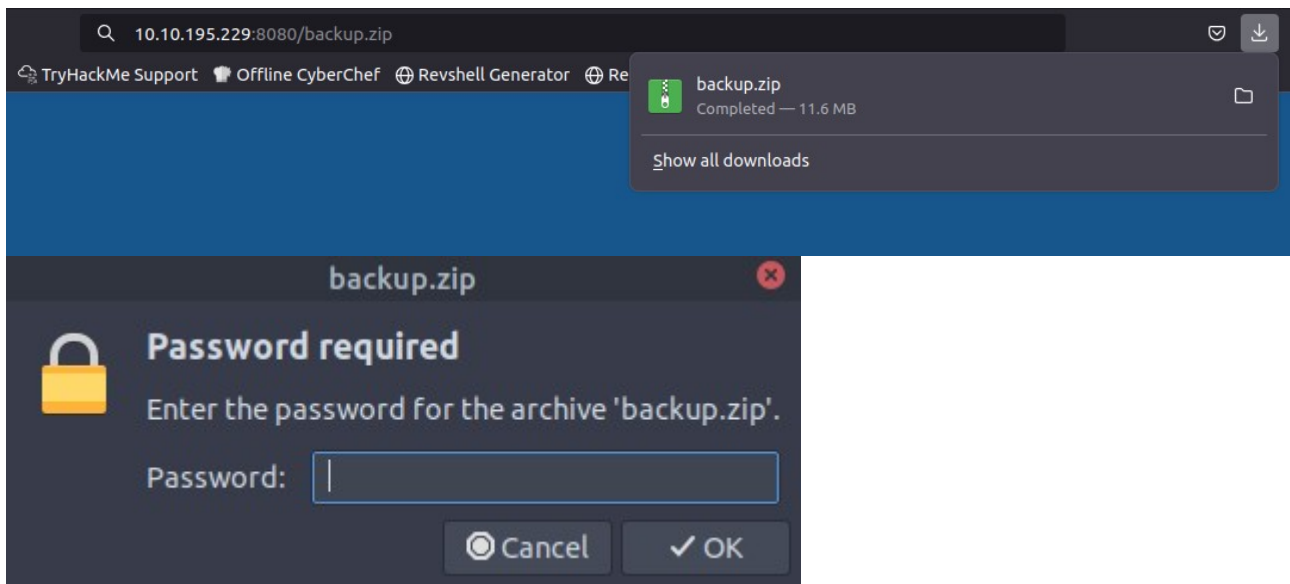 10.10.195.229:8080/backup.zip
TryHackMe Support Offline CyberChef Revshell Generator Re
backup.zip
Completed — 11.6 MB
Show all downloads
backup.zip
Password required
Enter the password for the archive 'backup.zip'.
Password:
Cancel OK